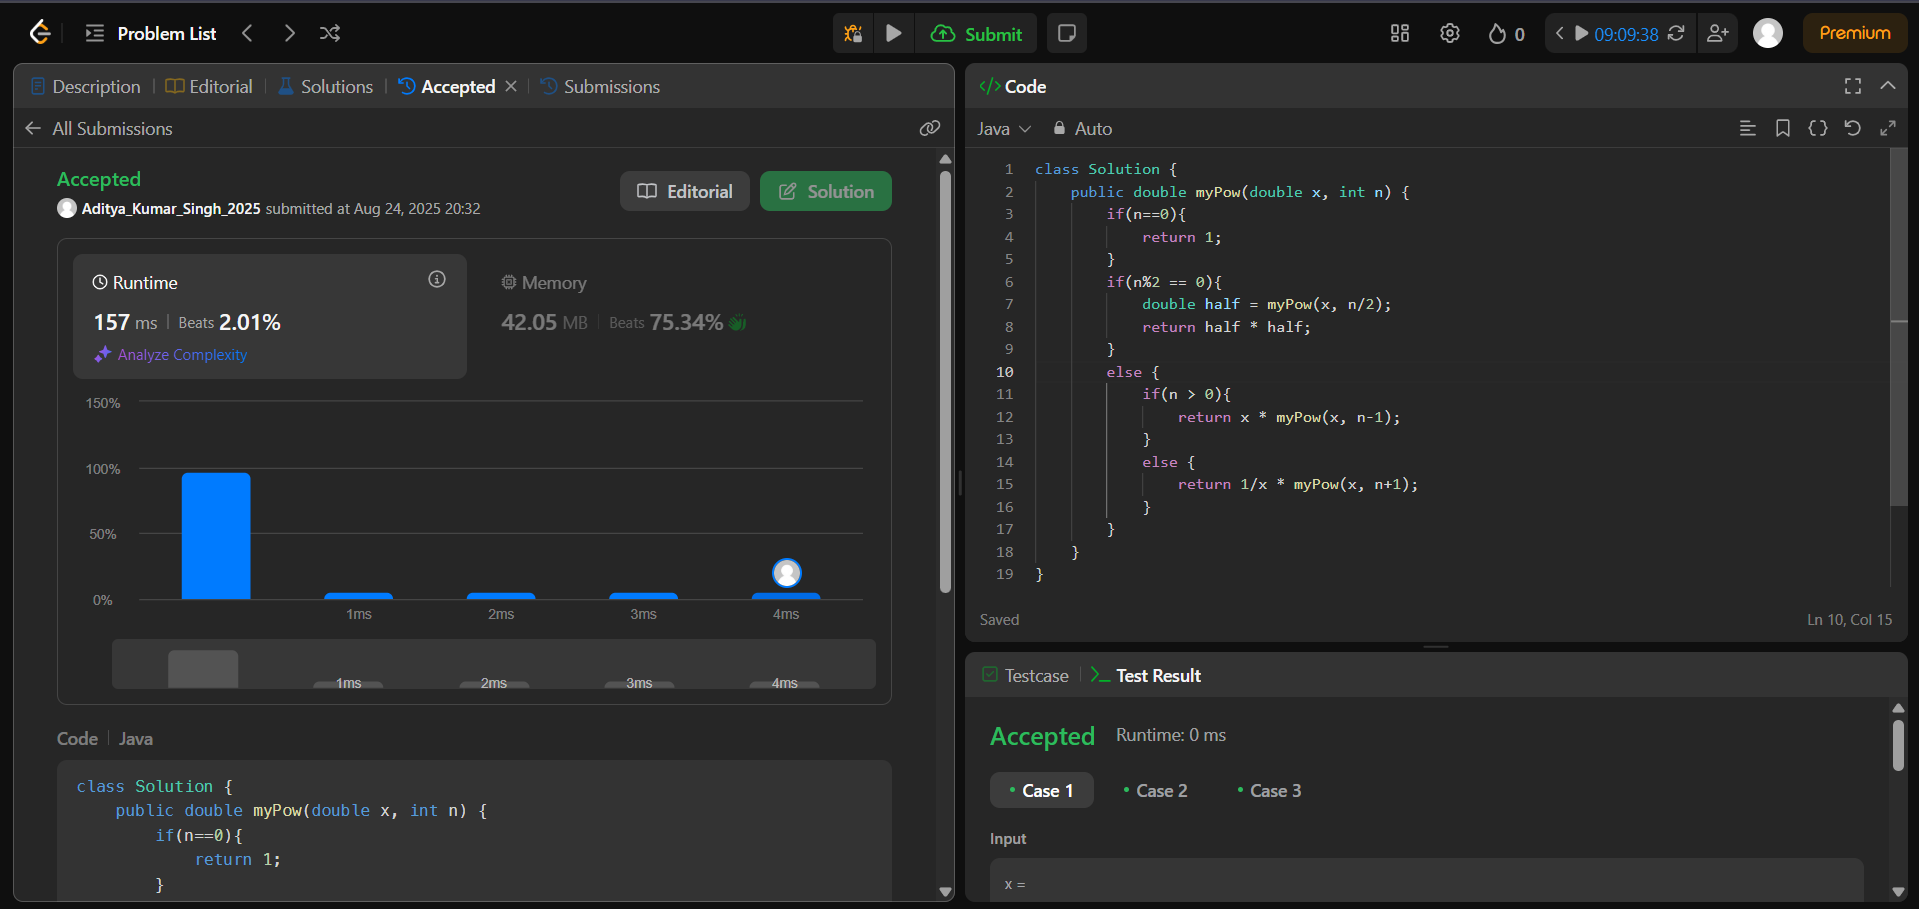 Problem List
Submit
0
09:09:38
Premium
Description
Editorial
Solutions
Accepted
Submissions
All Submissions
Accepted
Aditya_Kumar_Singh_2025 submitted at Aug 24, 2025 20:32
Editorial
Solution
Runtime
157 ms
Beats 2.01%
Analyze Complexity
Memory
42.05 MB
Beats 75.34%
150%
100%
50%
0%
1ms
2ms
3ms
4ms
1ms
2ms
3ms
4ms
Code
Java
class Solution {
public double myPow(double x, int n) {
if(n==0){
return 1;
}
</> Code
Java
Auto
1 class Solution {
2 public double myPow(double x, int n) {
3 if(n==0){
4 return 1;
5 }
6 if(n%2 == 0){
7 double half = myPow(x, n/2);
8 return half * half;
9 }
10 else {
11 if(n > 0){
12 return x * myPow(x, n-1);
13 }
14 else {
15 return 1/x * myPow(x, n+1);
16 }
17 }
18 }
19 }
Saved
Ln 10, Col 15
Testcase
Test Result
Accepted
Runtime: 0 ms
• Case 1
• Case 2
• Case 3
Input
x =